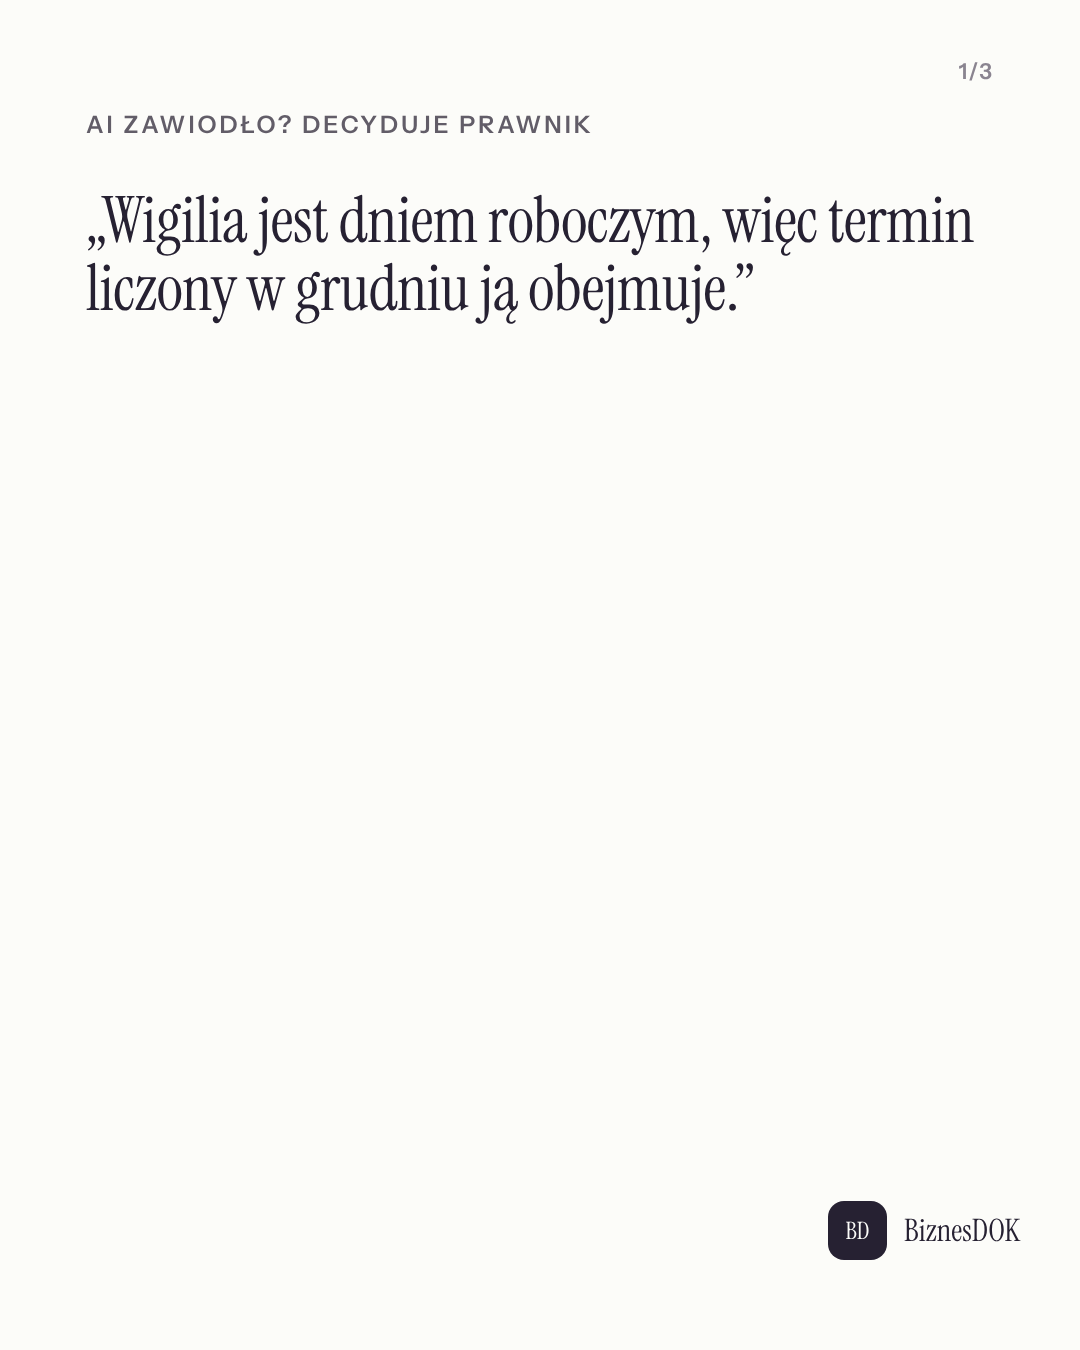 1/3
AI ZAWIODŁO? DECYDUJE PRAWNIK
„Wigilia jest dniem roboczym, więc termin
liczony w grudniu ją obejmuje.”
BD BiznesDOK